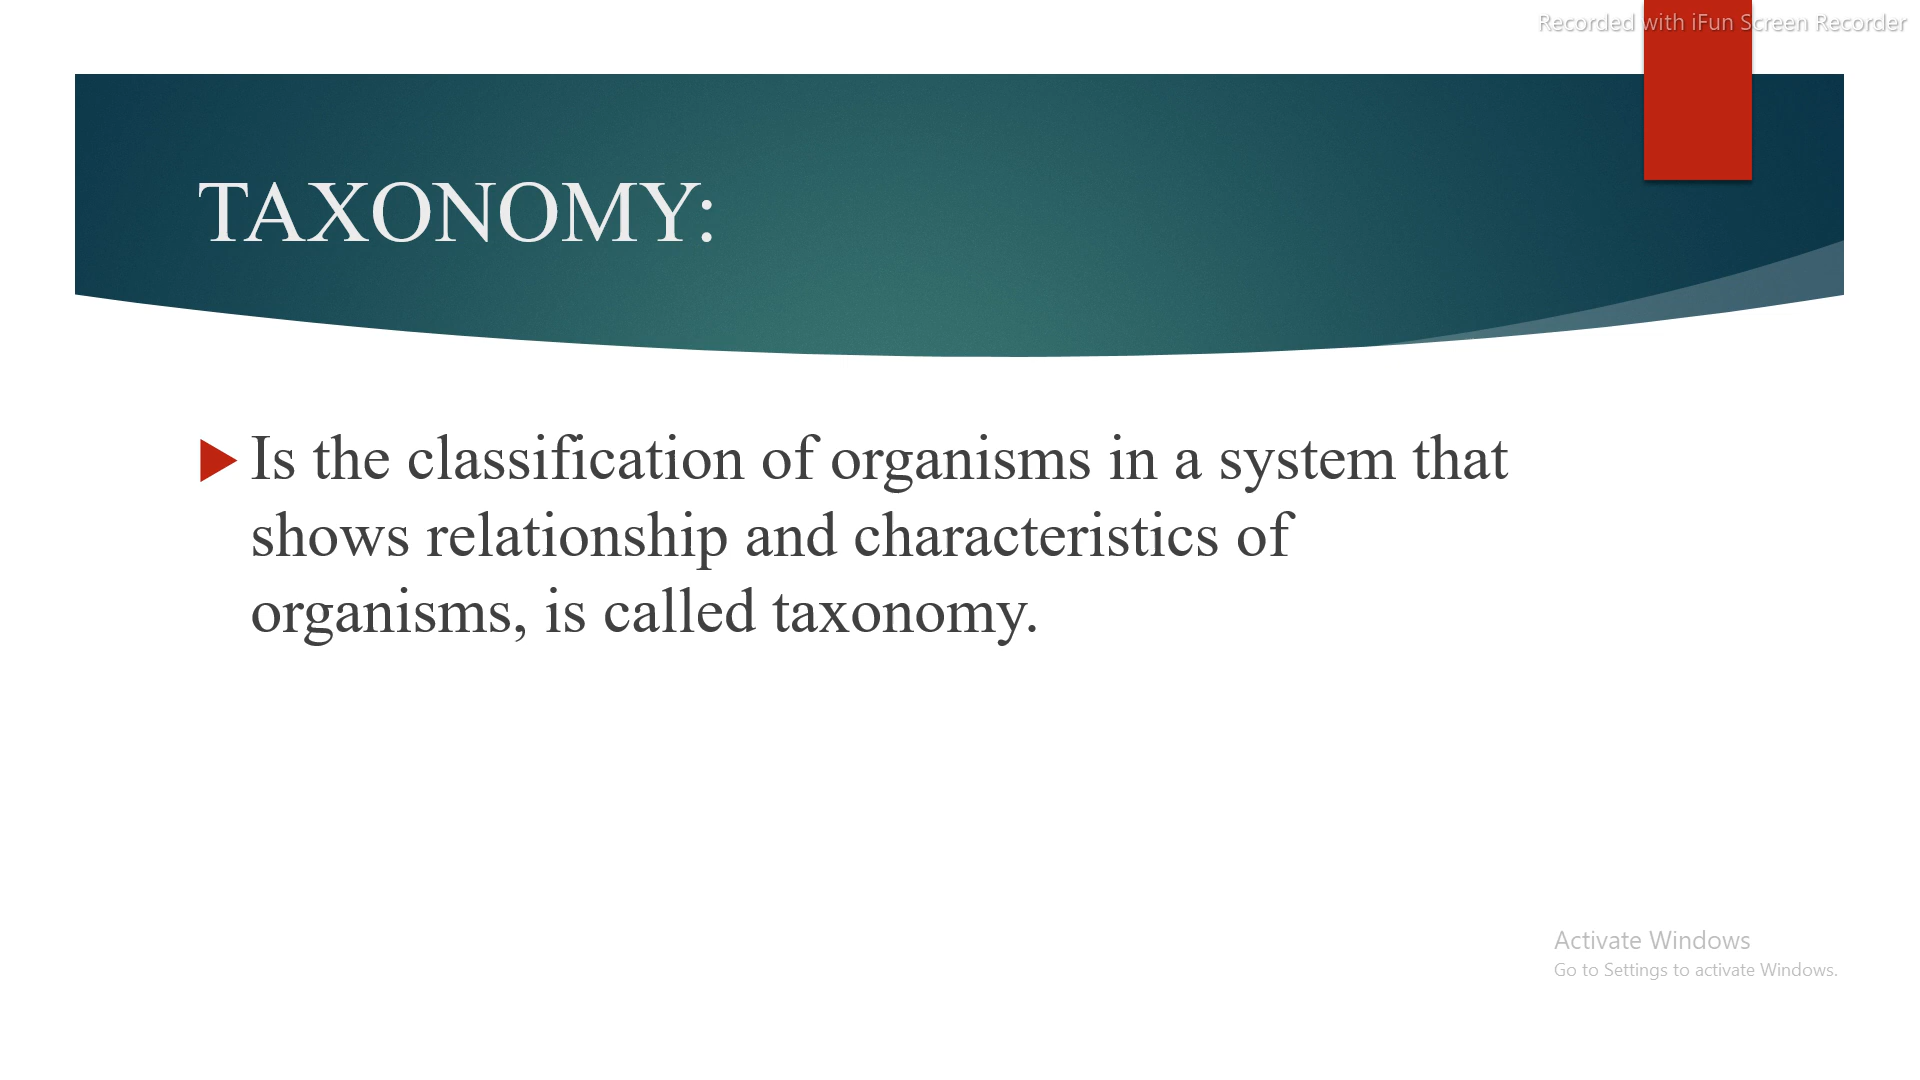 Recorded with iFun Screen Recorder
TAXONOMY:
Is the classification of organisms in a system that
shows relationship and characteristics of
organisms, is called taxonomy.
Activate Windows
Go to Settings to activate Windows.